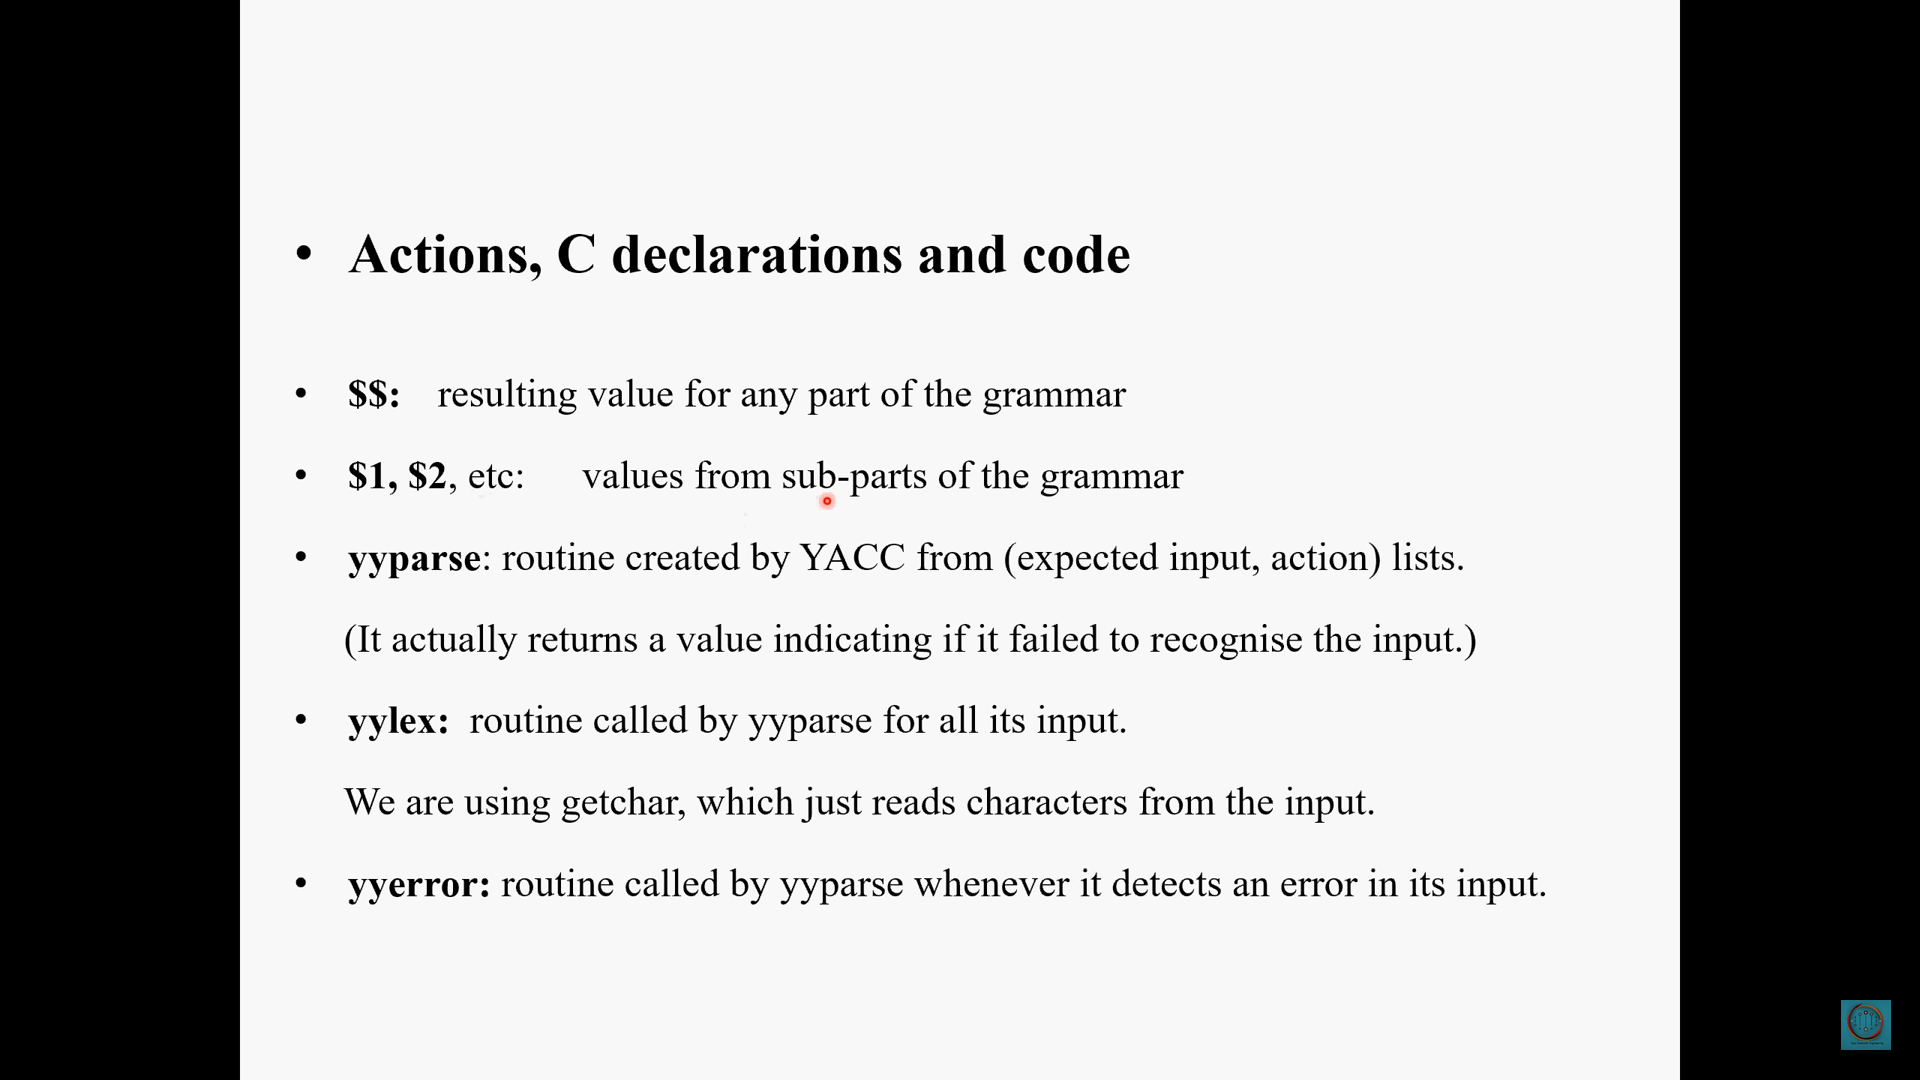 • Actions, C declarations and code
• $$: resulting value for any part of the grammar
• $1, $2, etc: values from sub-parts of the grammar
• yyparse: routine created by YACC from (expected input, action) lists.
(It actually returns a value indicating if it failed to recognise the input.)
• yylex: routine called by yyparse for all its input.
We are using getchar, which just reads characters from the input.
• yyerror: routine called by yyparse whenever it detects an error in its input.